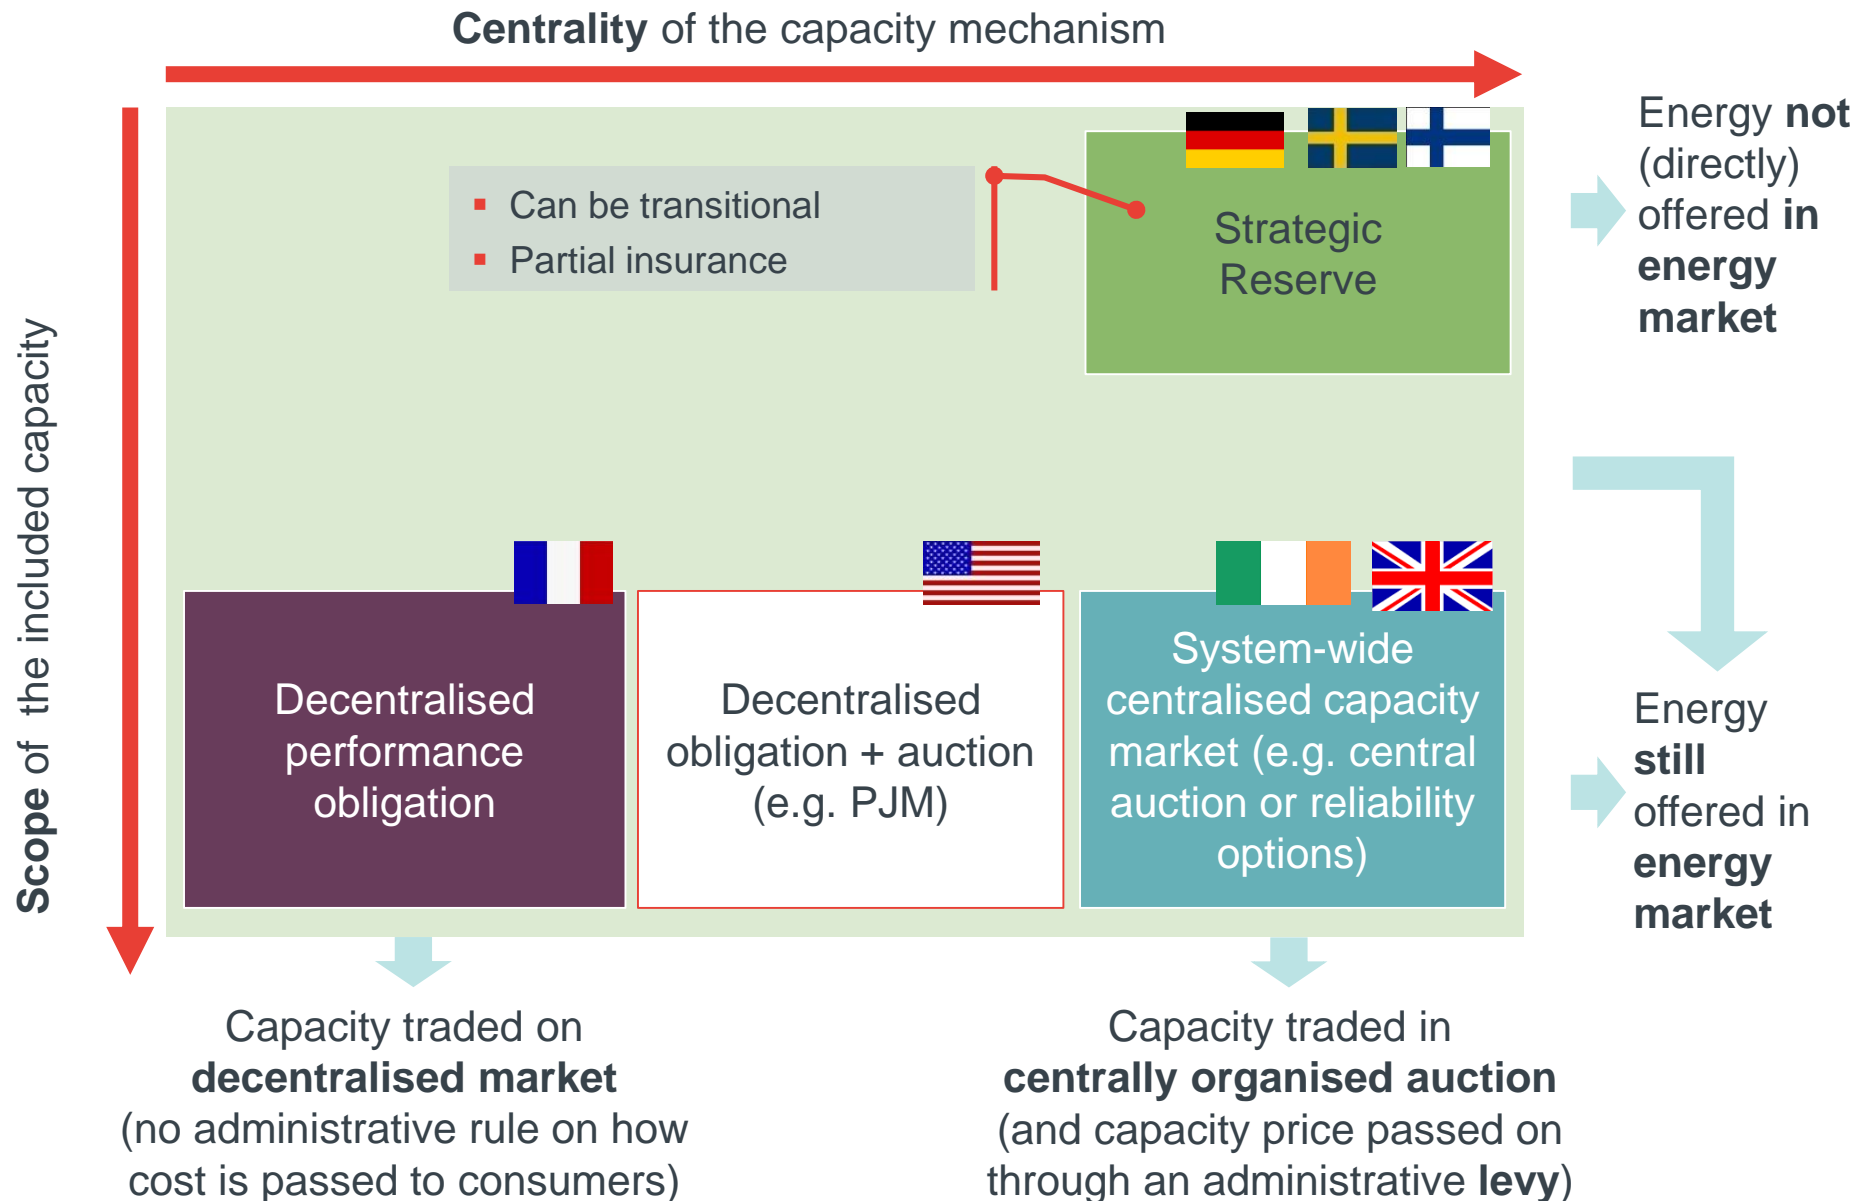 Centrality of the capacity mechanism
Scope of the included capacity
Can be transitional
Partial insurance
Strategic
Reserve
Energy not
(directly)
offered in
energy
market
Decentralised
performance
obligation
Decentralised
obligation + auction
(e.g. PJM)
System-wide
centralised capacity
market (e.g. central
auction or reliability
options)
Energy
still
offered in
energy
market
Capacity traded on
decentralised market
(no administrative rule on how
cost is passed to consumers)
Capacity traded in
centrally organised auction
(and capacity price passed on
through an administrative levy)